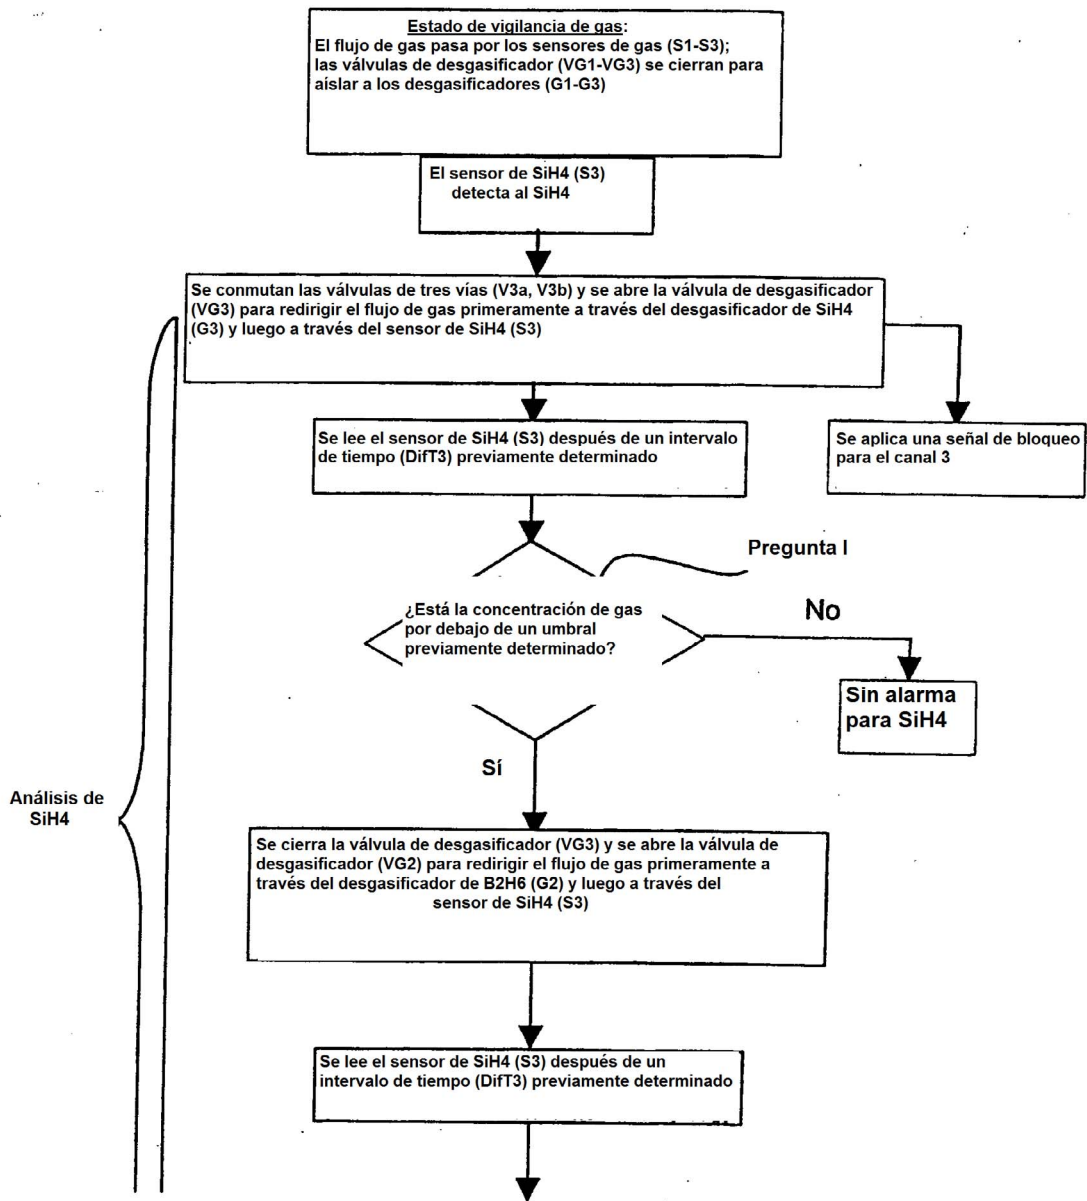 Estado de vigilancia de gas:
El flujo de gas pasa por los sensores de gas (S1-S3);
las válvulas de desgasificador (VG1-VG3) se cierran para
aíslar a los desgasificadores (G1-G3)
El sensor de SiH4 (S3)
detecta al SiH4
Se conmutan las válvulas de tres vías (V3a, V3b) y se abre la válvula de desgasificador
(VG3) para redirigir el flujo de gas primeramente a través del desgasificador de SiH4
(G3) y luego a través del sensor de SiH4 (S3)
Se lee el sensor de SiH4 (S3) después de un intervalo
de tiempo (DifT3) previamente determinado
Se aplica una señal de bloqueo
para el canal 3
Pregunta I
¿Está la concentración de gas
por debajo de un umbral
previamente determinado?
No
Sin alarma
para SiH4
Sí
Análisis de
SiH4
Se cierra la válvula de desgasificador (VG3) y se abre la válvula de
desgasificador (VG2) para redirigir el flujo de gas primeramente a
través del desgasificador de B2H6 (G2) y luego a través del
sensor de SiH4 (S3)
Se lee el sensor de SiH4 (S3) después de un
intervalo de tiempo (DifT3) previamente determinado